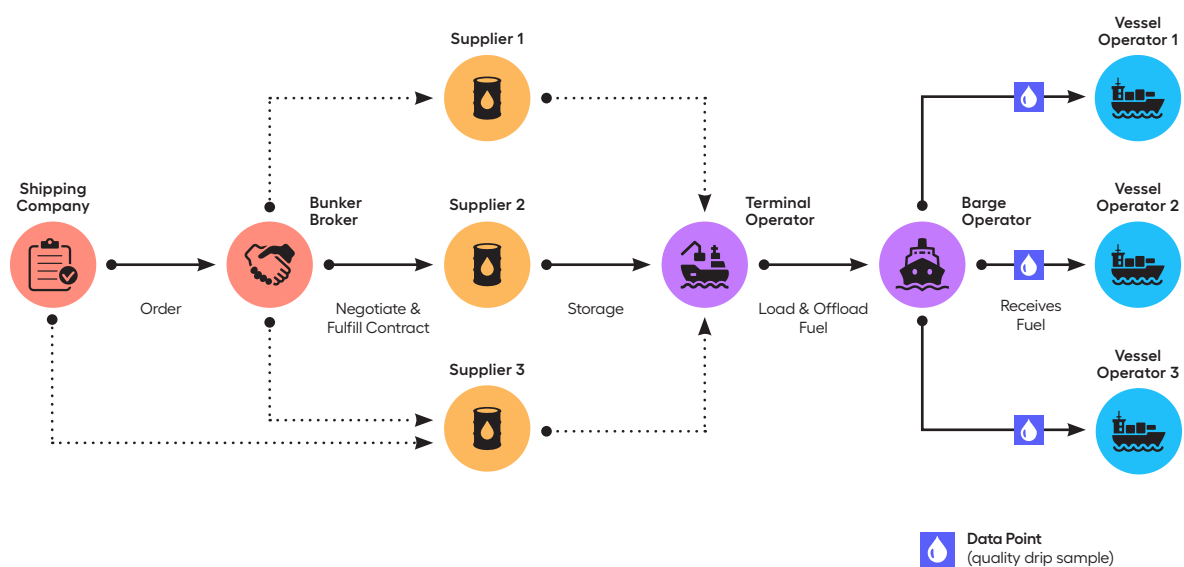 Supplier 1
Vessel
Operator 1
Shipping
Company
Bunker
Broker
Supplier 2
Terminal
Operator
Barge
Operator
Vessel
Operator 2
Order
Negotiate &
Fulfill Contract
Storage
Load & Offload
Fuel
Receives
Fuel
Supplier 3
Vessel
Operator 3
Data Point
(quality drip sample)